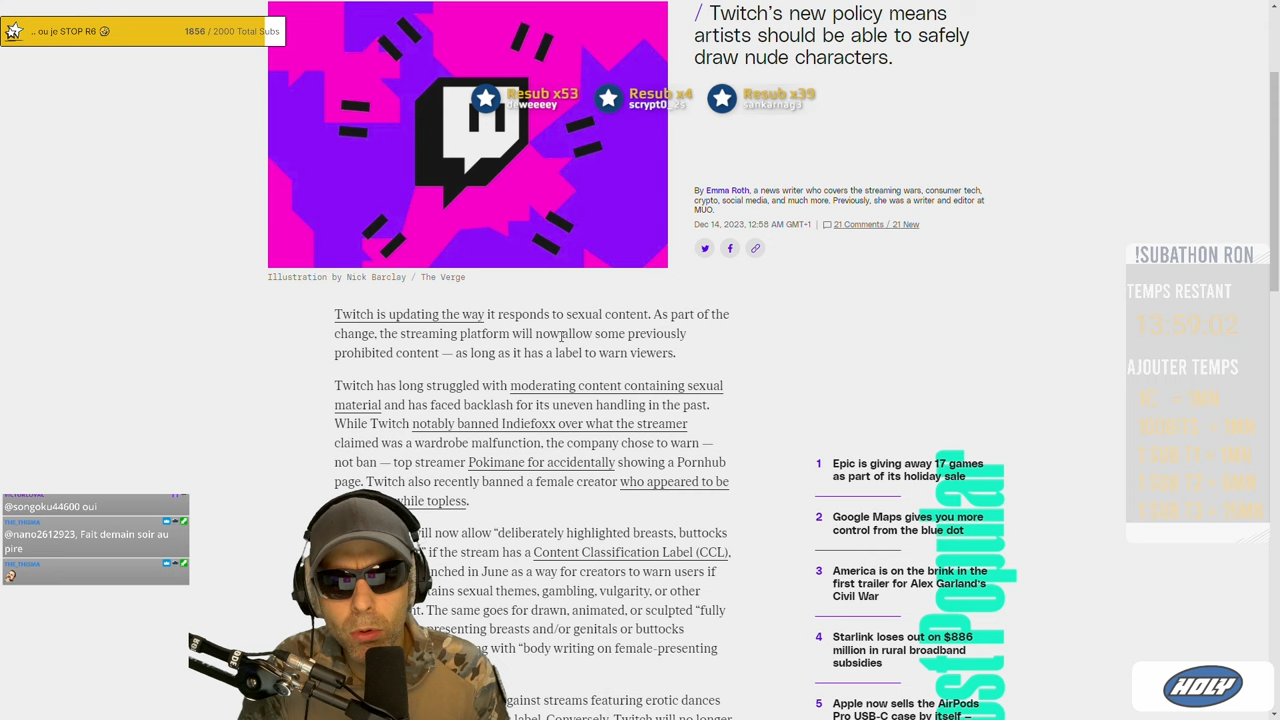 .. ou je STOP R6
1856 / 2000 Total Subs
/ Twitch’s new policy means
artists should be able to safely
draw nude characters.
Resub x53
deweeeey
Resub x4
Resub x39
sankarnag3
By Emma Roth, a news writer who covers the streaming wars, consumer tech,
crypto, social media, and much more. Previously, she was a writer and editor at
MUO.
Dec 14, 2023, 12:58 AM GMT+1 | 21 Comments / 21 New
Illustration by Nick Barclay / The Verge
Twitch is updating the way it responds to sexual content. As part of the
change, the streaming platform will now allow some previously
prohibited content — as long as it has a label to warn viewers.
Twitch has long struggled with moderating content containing sexual
material and has faced backlash for its uneven handling in the past.
While Twitch notably banned Indiefoxx over what the streamer
claimed was a wardrobe malfunction, the company chose to warn —
not ban — top streamer Pokimane for accidentally showing a Pornhub
page. Twitch also recently banned a female creator who appeared to be
while topless.
will now allow “deliberately highlighted breasts, buttocks
” if the stream has a Content Classification Label (CCL),
nched in June as a way for creators to warn users if
tains sexual themes, gambling, vulgarity, or other
nt. The same goes for drawn, animated, or sculpted “fully
presenting breasts and/or genitals or buttocks
ng with “body writing on female-presenting
gainst streams featuring erotic dances
label. Conversely, Twitch will no longer
@songoku44600 oui
THE_THOMA
@nano2612923, Fait demain soir au
pire
THE_THOMA
!SUBATHON RON
TEMPS RESTANT
13:59:02
AJOUTER TEMPS
1 Epic is giving away 17 games
as part of its holiday sale
2 Google Maps gives you more
control from the blue dot
3 America is on the brink in the
first trailer for Alex Garland’s
Civil War
4 Starlink loses out on $886
million in rural broadband
subsidies
5 Apple now sells the AirPods
Pro USB-C case by itself —
ost Popular
HOLY